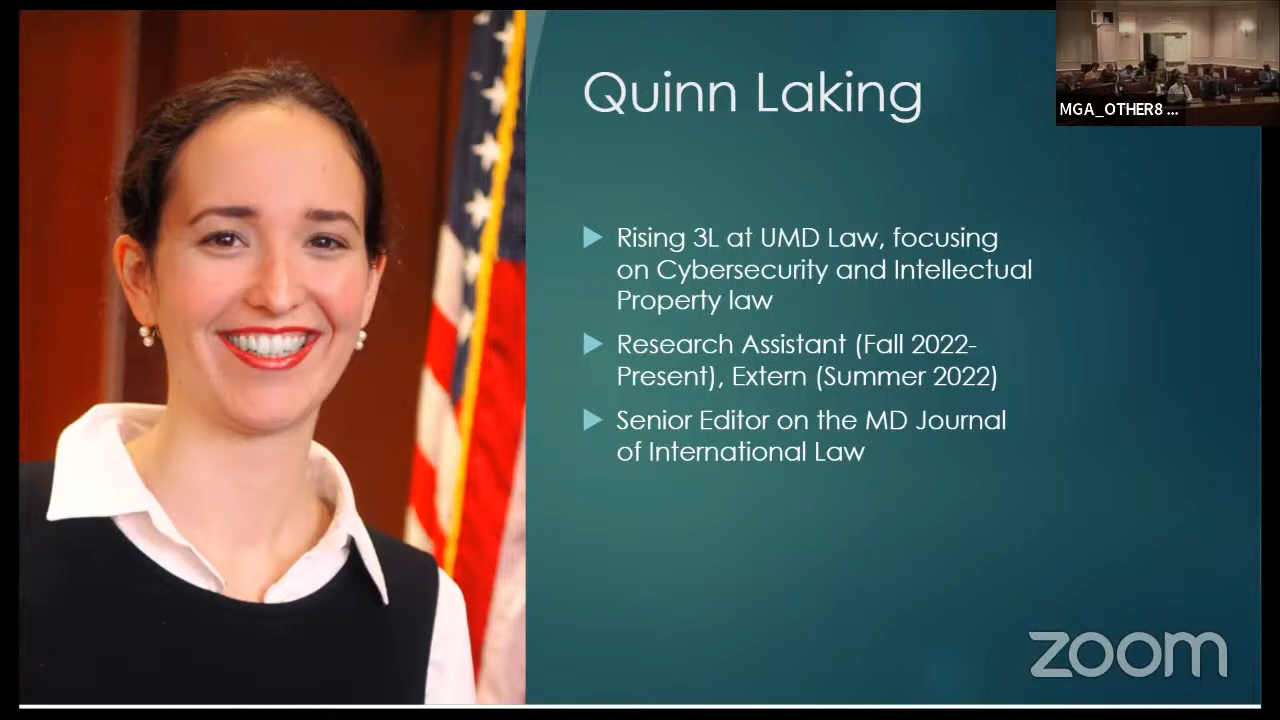 Quinn Laking
MGA_OTHER8 ...
Rising 3L at UMD Law, focusing
on Cybersecurity and Intellectual
Property law
Research Assistant (Fall 2022-
Present), Extern (Summer 2022)
Senior Editor on the MD Journal
of International Law
zoom